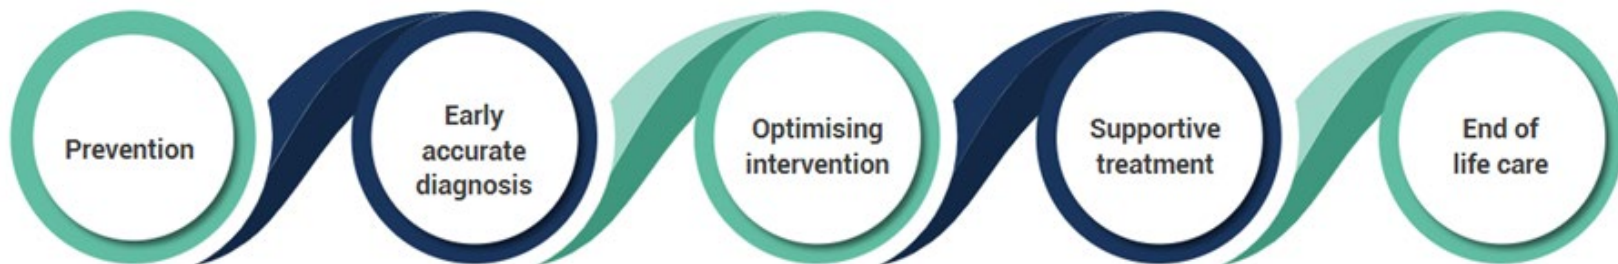 Prevention
Early
accurate
diagnosis
Optimising
intervention
Supportive
treatment
End of
life care